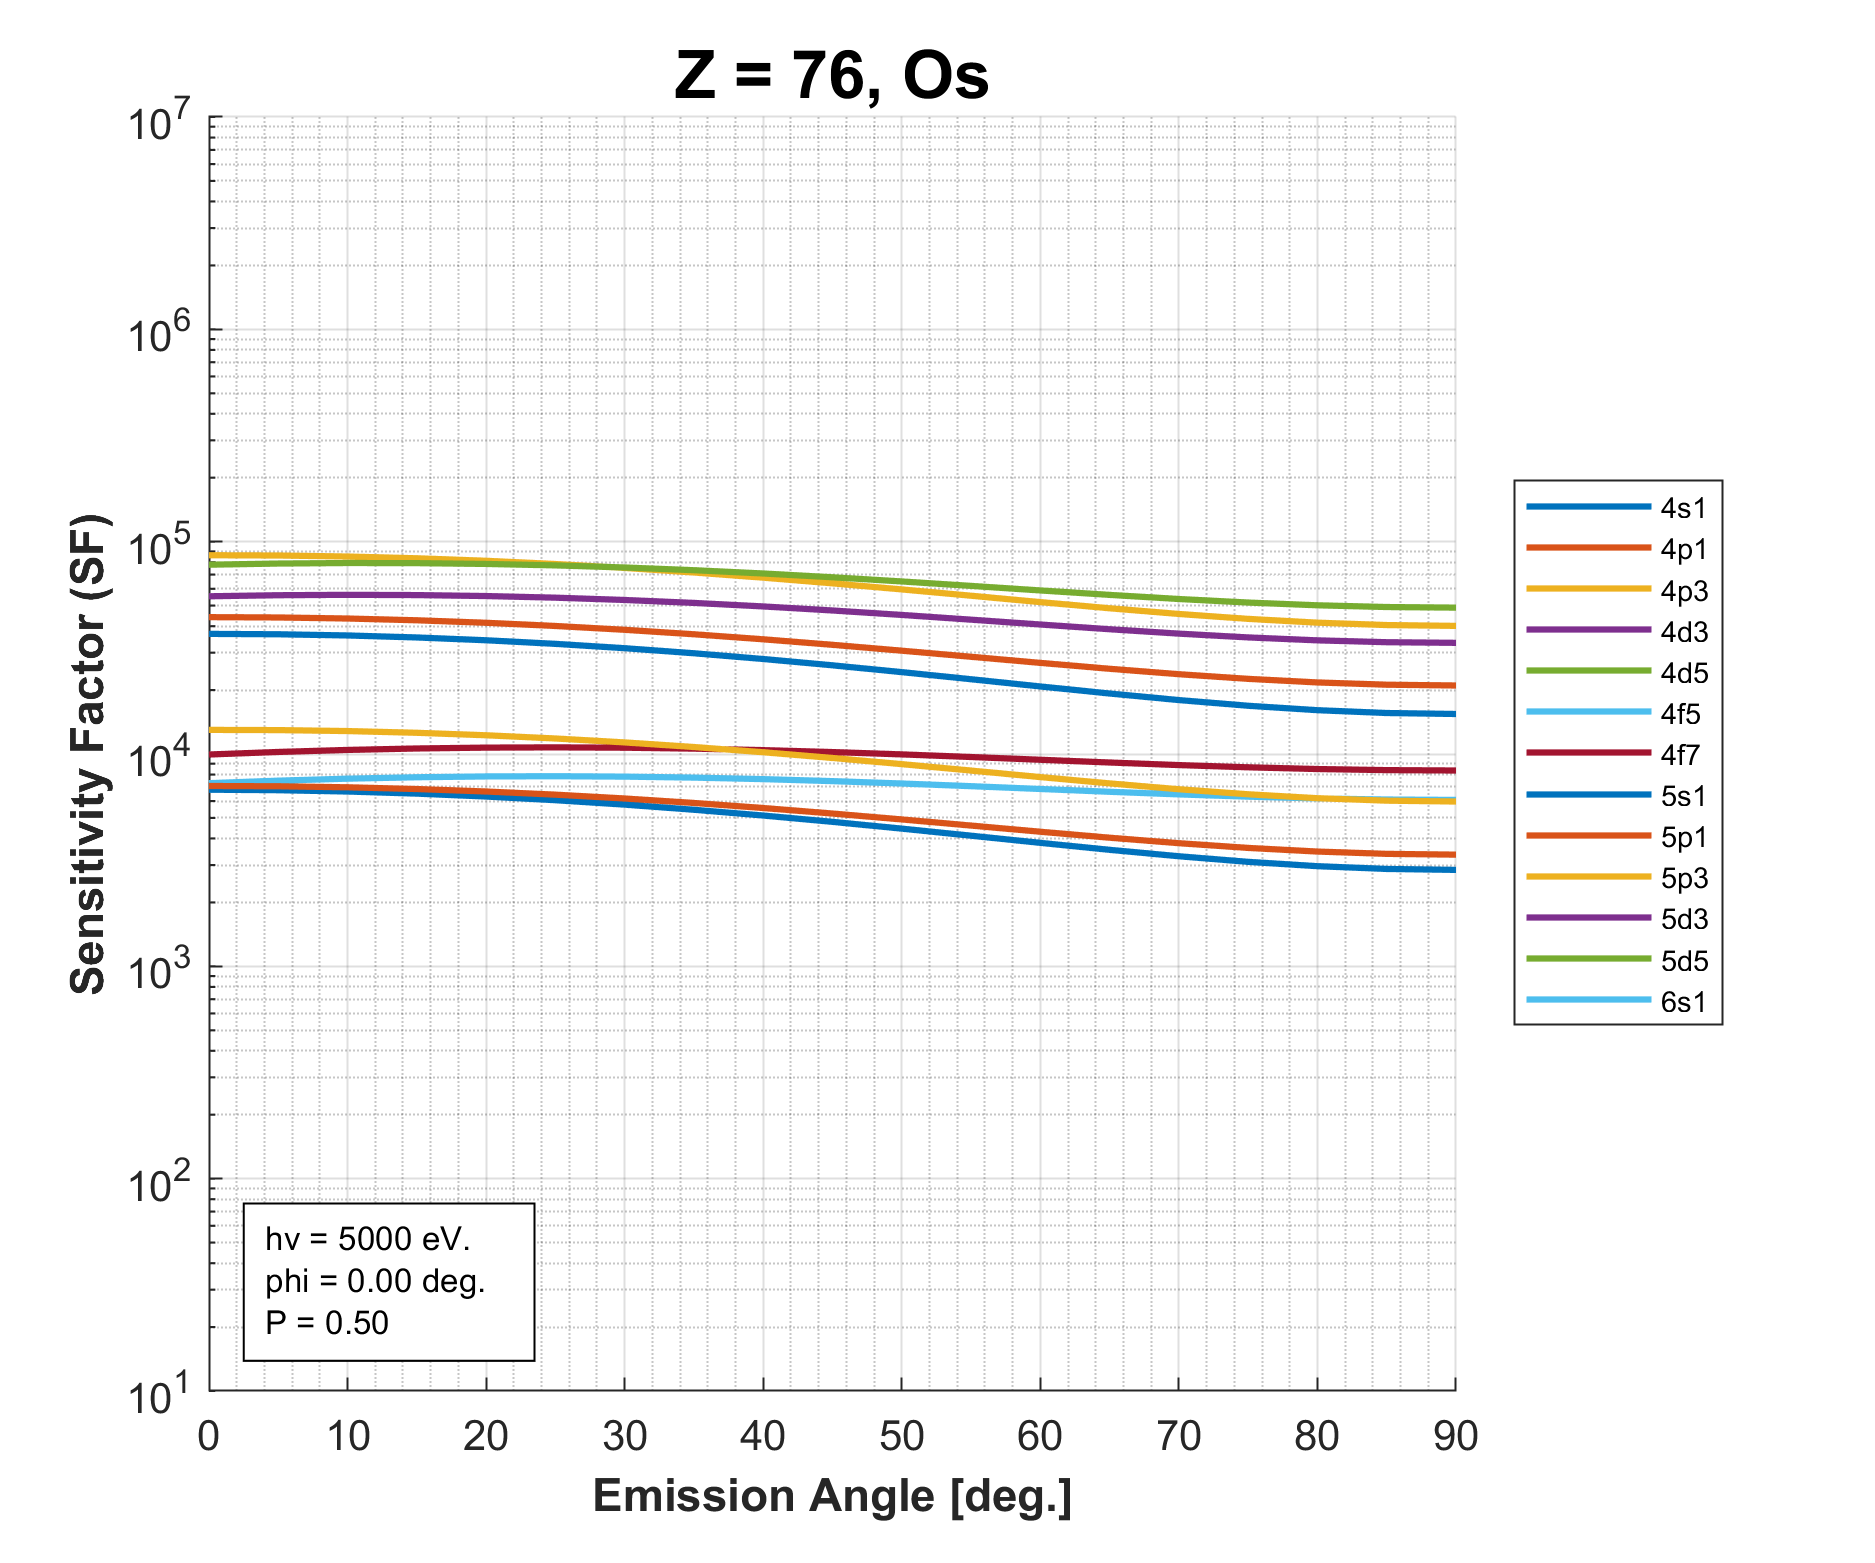 Z = 76, Os
10^7
10^6
10^5
10^4
10^3
10^2
10^1
Sensitivity Factor (SF)
0 10 20 30 40 50 60 70 80 90
Emission Angle [deg.]
hv = 5000 eV.
phi = 0.00 deg.
P = 0.50
4s1
4p1
4p3
4d3
4d5
4f5
4f7
5s1
5p1
5p3
5d3
5d5
6s1